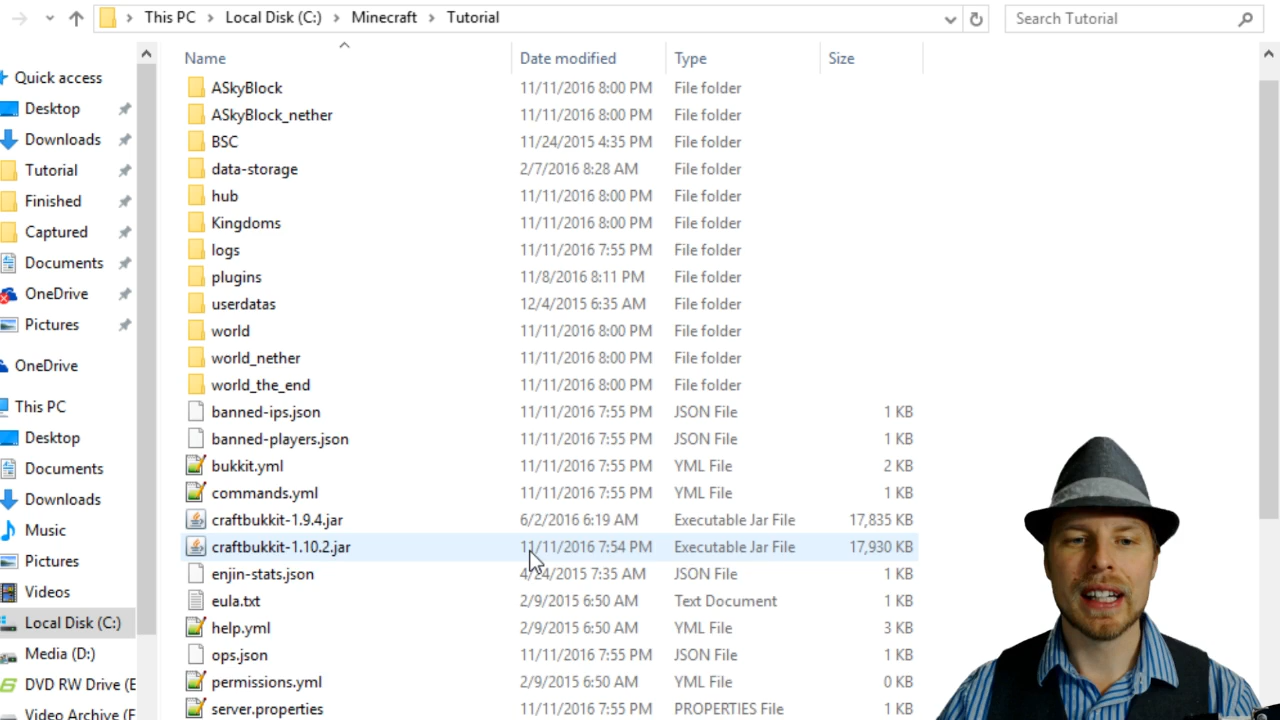 This PC > Local Disk (C:) > Minecraft > Tutorial
Search Tutorial
Name Date modified Type Size
Quick access
Desktop
Downloads
Tutorial
Finished
Captured
Documents
OneDrive
Pictures
OneDrive
This PC
Desktop
Documents
Downloads
Music
Pictures
Videos
Local Disk (C:)
Media (D:)
DVD RW Drive (E
Video Archive (F
ASkyBlock 11/11/2016 8:00 PM File folder
ASkyBlock_nether 11/11/2016 8:00 PM File folder
BSC 11/24/2015 4:35 PM File folder
data-storage 2/7/2016 8:28 AM File folder
hub 11/11/2016 8:00 PM File folder
Kingdoms 11/11/2016 8:00 PM File folder
logs 11/11/2016 7:55 PM File folder
plugins 11/8/2016 8:11 PM File folder
userdatas 12/4/2015 6:35 AM File folder
world 11/11/2016 8:00 PM File folder
world_nether 11/11/2016 8:00 PM File folder
world_the_end 11/11/2016 8:00 PM File folder
banned-ips.json 11/11/2016 7:55 PM JSON File 1 KB
banned-players.json 11/11/2016 7:55 PM JSON File 1 KB
bukkit.yml 11/11/2016 7:55 PM YML File 2 KB
commands.yml 11/11/2016 7:55 PM YML File 1 KB
craftbukkit-1.9.4.jar 6/2/2016 6:19 AM Executable Jar File 17,835 KB
craftbukkit-1.10.2.jar 11/11/2016 7:54 PM Executable Jar File 17,930 KB
enjin-stats.json 4/24/2015 7:35 AM JSON File 1 KB
eula.txt 2/9/2015 6:50 AM Text Document 1 KB
help.yml 2/9/2015 6:50 AM YML File 3 KB
ops.json 11/11/2016 7:55 PM JSON File 1 KB
permissions.yml 2/9/2015 6:50 AM YML File 0 KB
server.properties 11/11/2016 7:55 PM PROPERTIES File 1 KB